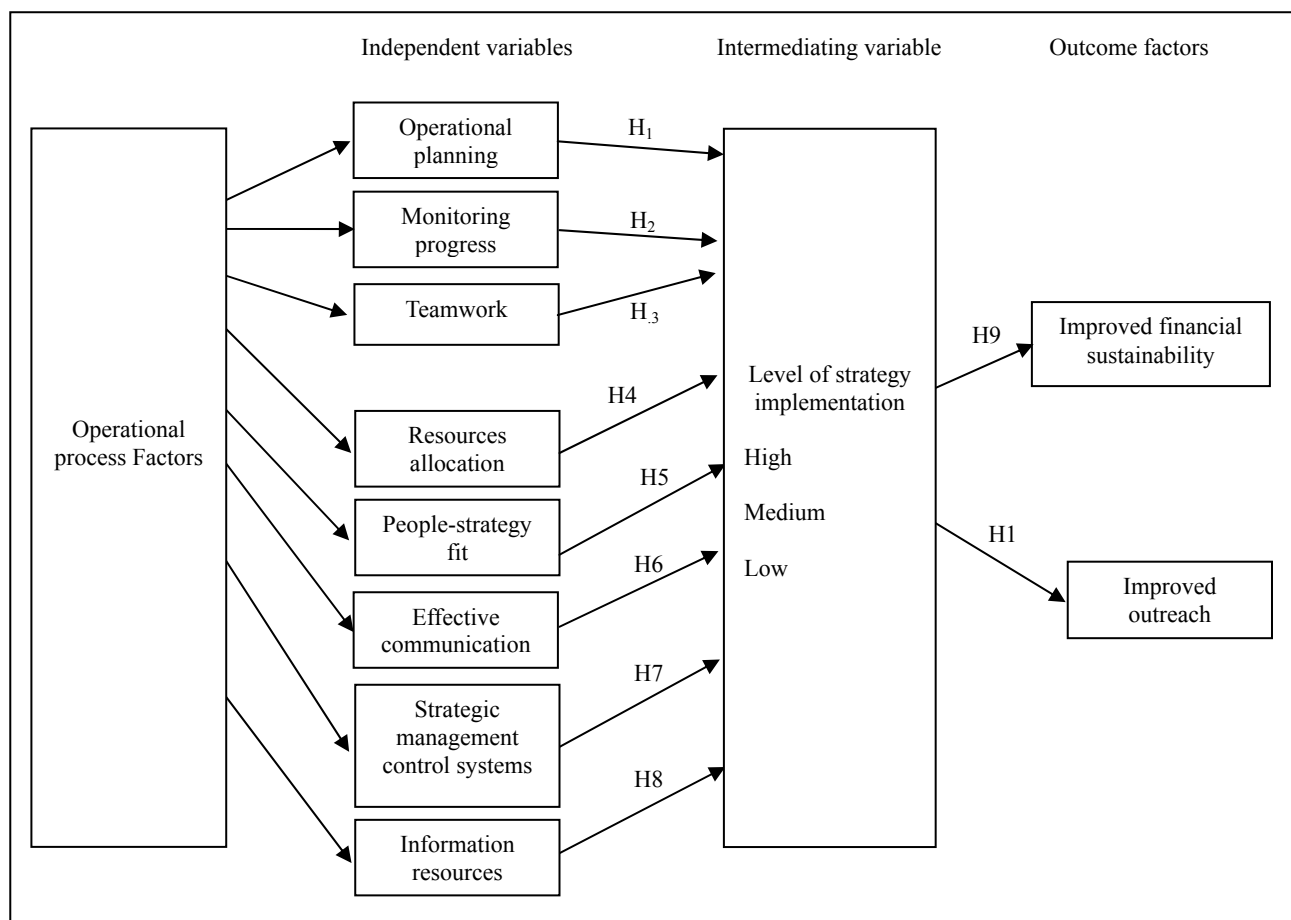 Independent variables
Intermediating variable
Outcome factors
Operational
process Factors
Operational
planning
Monitoring
progress
Teamwork
Resources
allocation
People-strategy
fit
Effective
communication
Strategic
management
control systems
Information
resources
H₁
H₂
H.₃
H4
H5
H6
H7
H8
Level of strategy
implementation
High
Medium
Low
H9
H1
Improved financial
sustainability
Improved
outreach